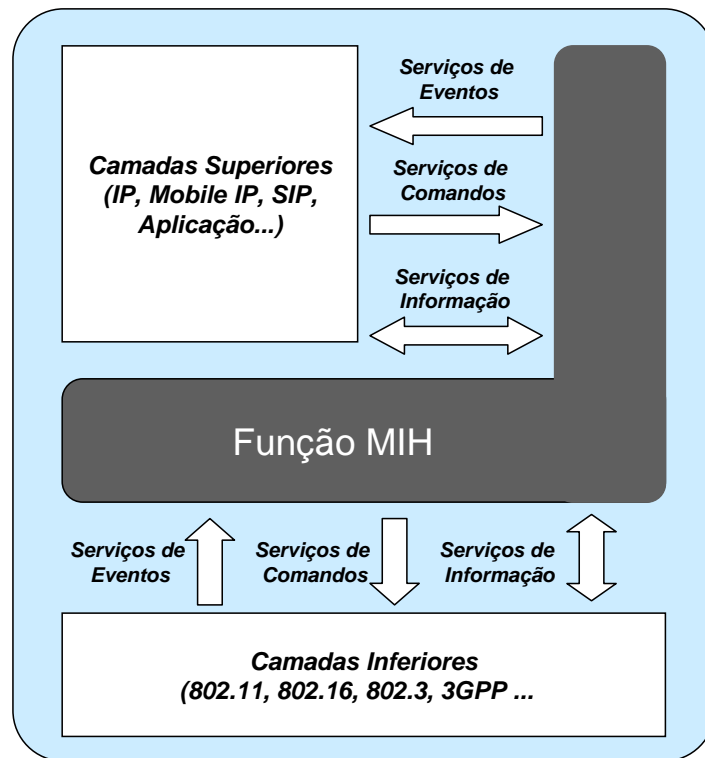 Serviços de
Eventos
Camadas Superiores
(IP, Mobile IP, SIP,
Aplicação...)
Serviços de
Comandos
Serviços de
Informação
Função MIH
Serviços de
Eventos
Serviços de
Comandos
Serviços de
Informação
Camadas Inferiores
(802.11, 802.16, 802.3, 3GPP ...